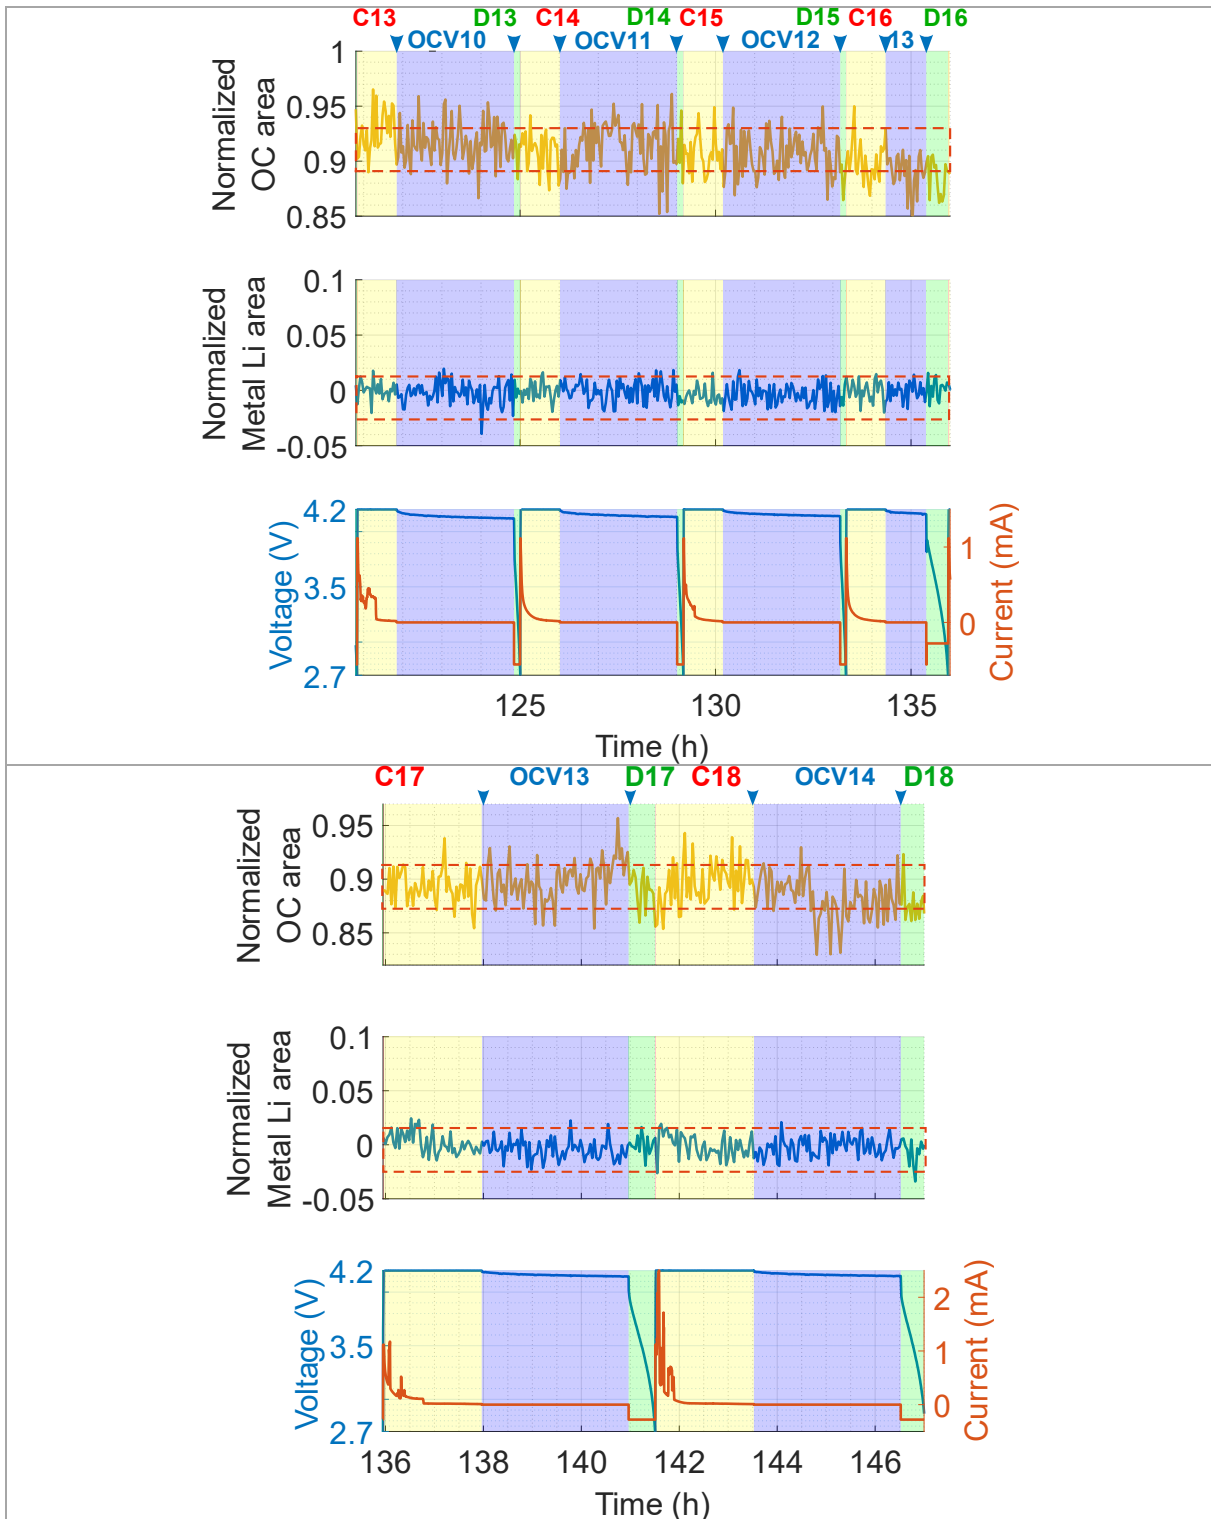 C13 D13 C14 D14 C15 D15 C16 D16
OCV10 OCV11 OCV12 13
Normalized
OC area
1
0.95
0.9
0.85
Normalized
Metal Li area
0.1
0.05
0
-0.05
Voltage (V)
4.2
3.5
2.7
Current (mA)
1
0
125 130 135
Time (h)
C17 OCV13 D17 C18 OCV14 D18
Normalized
OC area
0.95
0.9
0.85
Normalized
Metal Li area
0.1
0.05
0
-0.05
Voltage (V)
4.2
3.5
2.7
Current (mA)
2
1
0
136 138 140 142 144 146
Time (h)